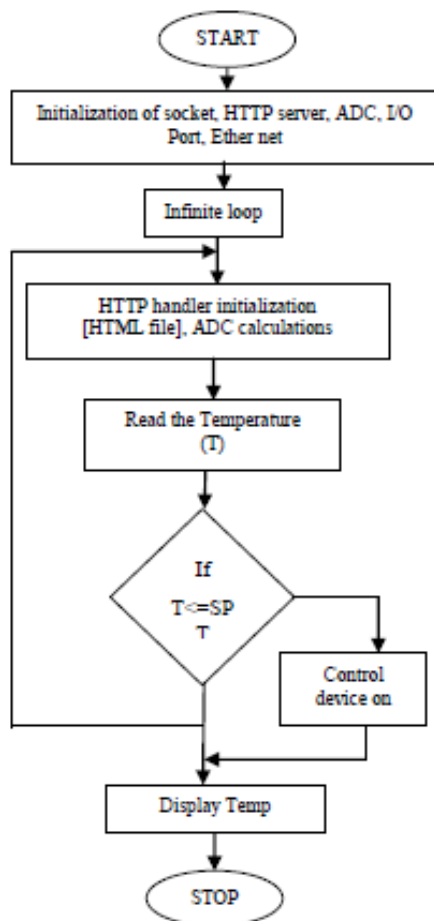 START
Initialization of socket, HTTP server, ADC, I/O
Port, Ether net
Infinite loop
HTTP handler initialization
[HTML file], ADC calculations
Read the Temperature
(T)
If
T<=SP
T
Control
device on
Display Temp
STOP